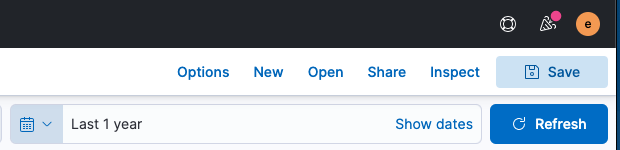 e
Options New Open Share Inspect Save
Last 1 year Show dates Refresh